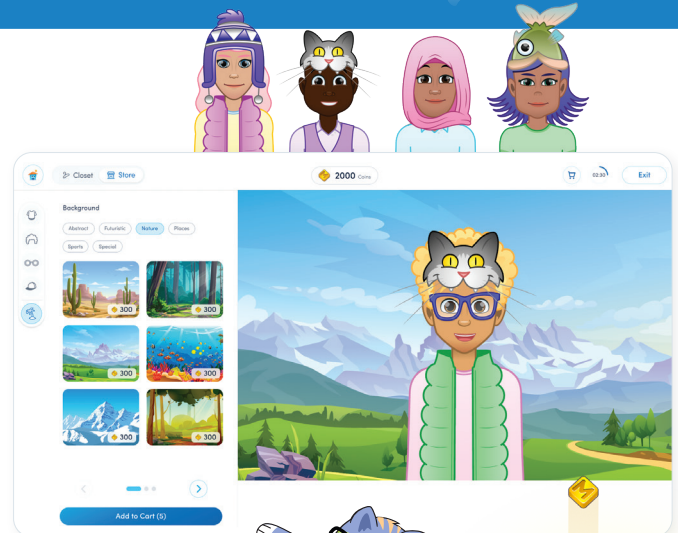 Closet Store 2000 Coins 02:30 Exit
Background
Abstract Futuristic Nature Places
Sports Special
300 300
300 300
300 300
Add to Cart (5)
M